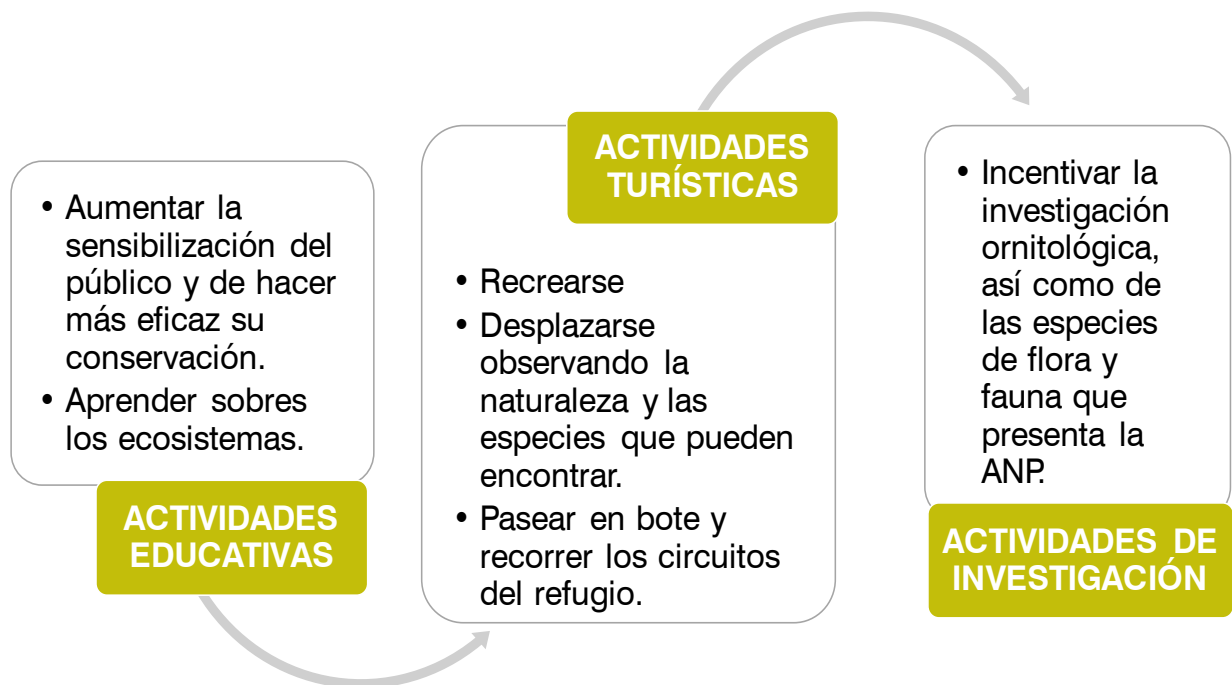 • Aumentar la
sensibilización del
público y de hacer
más eficaz su
conservación.
• Aprender sobres
los ecosistemas.
ACTIVIDADES
EDUCATIVAS
ACTIVIDADES
TURÍSTICAS
• Recrearse
• Desplazarse
observando la
naturaleza y las
especies que pueden
encontrar.
• Pasear en bote y
recorrer los circuitos
del refugio.
• Incentivar la
investigación
ornitológica,
así como de
las especies
de flora y
fauna que
presenta la
ANP.
ACTIVIDADES DE
INVESTIGACIÓN